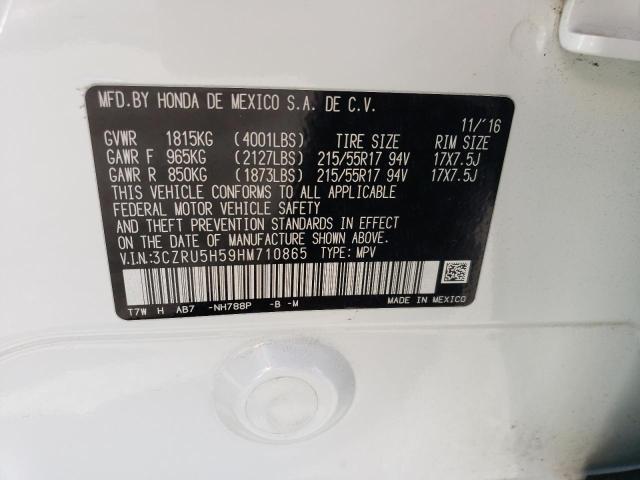 MFD.BY HONDA DE MEXICO S.A. DE C.V.
11/'16
GVWR 1815KG (4001LBS) TIRE SIZE RIM SIZE
GAWR F 965KG (2127LBS) 215/55R17 94V 17X7.5J
GAWR R 850KG (1873LBS) 215/55R17 94V 17X7.5J
THIS VEHICLE CONFORMS TO ALL APPLICABLE
FEDERAL MOTOR VEHICLE SAFETY
AND THEFT PREVENTION STANDARDS IN EFFECT
ON THE DATE OF MANUFACTURE SHOWN ABOVE.
V.I.N.:3CZRU5H59HM710865 TYPE: MPV
T7W H AB7 -NH788P -B -M MADE IN MEXICO